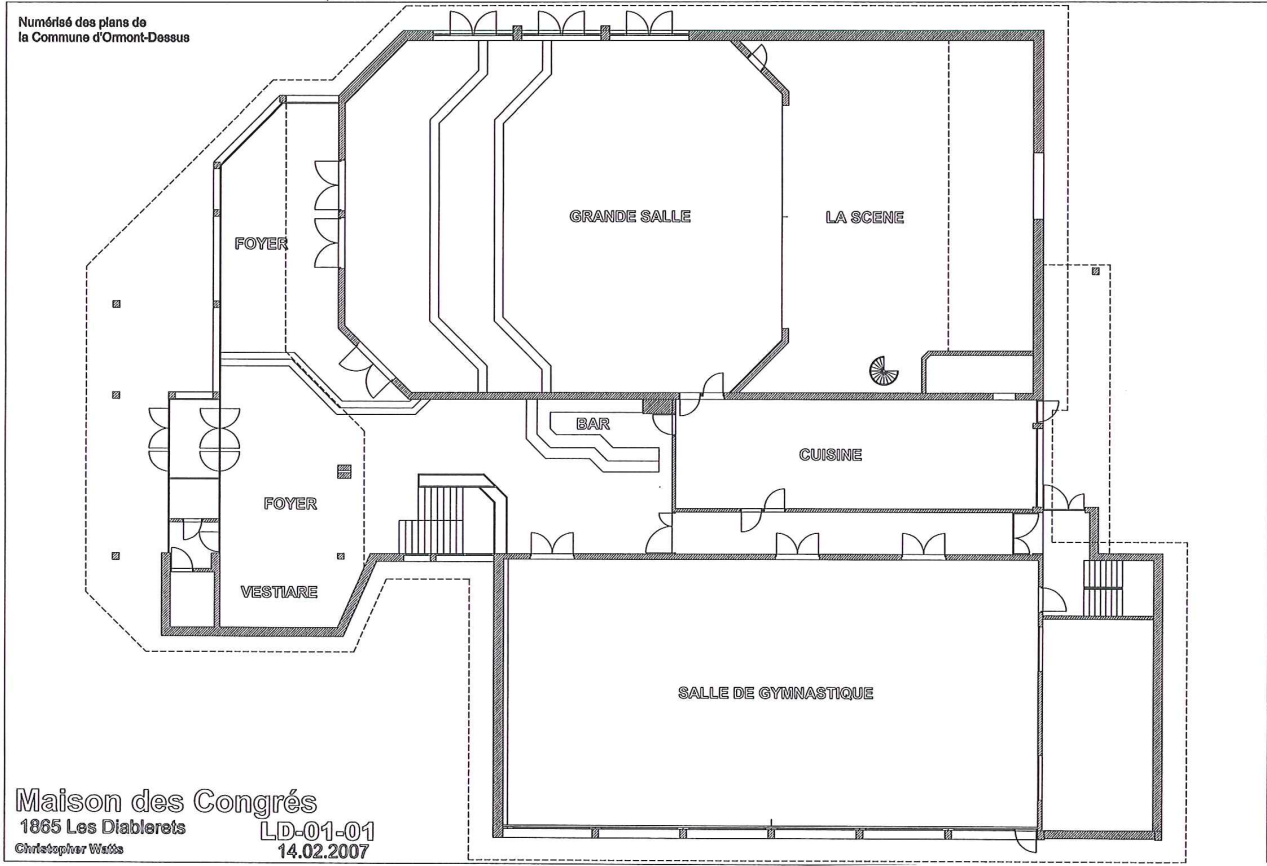 Numérisé des plans de
la Commune d'Ormont-Dessus
GRANDE SALLE
LA SCENE
FOYER
BAR
CUISINE
FOYER
VESTIARE
SALLE DE GYMNASTIQUE
Maison des Congrés
1865 Les Diablerets
LD-01-01
Christopher Watts
14.02.2007